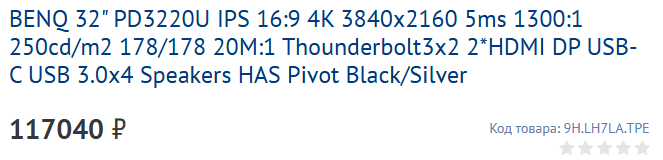 BENQ 32" PD3220U IPS 16:9 4K 3840x2160 5ms 1300:1
250cd/m2 178/178 20M:1 Thounderbolt3x2 2*HDMI DP USB-
C USB 3.0x4 Speakers HAS Pivot Black/Silver
117040 ₽
Код товара: 9H.LH7LA.TPE